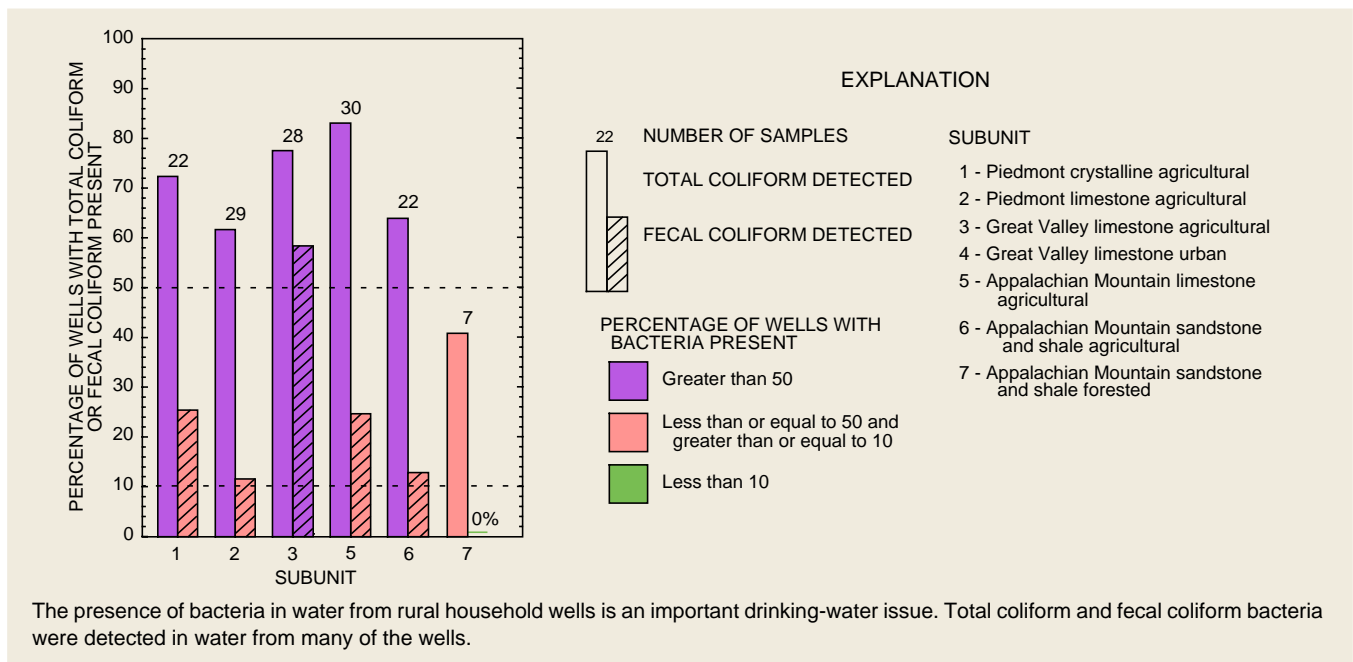 PERCENTAGE OF WELLS WITH TOTAL COLIFORM
OR FECAL COLIFORM PRESENT
100
90
80
70
60
50
40
30
20
10
0
22
29
28
30
22
7
0%
1
2
3
5
6
7
SUBUNIT
EXPLANATION
22
NUMBER OF SAMPLES
TOTAL COLIFORM DETECTED
FECAL COLIFORM DETECTED
PERCENTAGE OF WELLS WITH
BACTERIA PRESENT
Greater than 50
Less than or equal to 50 and
greater than or equal to 10
Less than 10
SUBUNIT
1 - Piedmont crystalline agricultural
2 - Piedmont limestone agricultural
3 - Great Valley limestone agricultural
4 - Great Valley limestone urban
5 - Appalachian Mountain limestone
agricultural
6 - Appalachian Mountain sandstone
and shale agricultural
7 - Appalachian Mountain sandstone
and shale forested
The presence of bacteria in water from rural household wells is an important drinking-water issue. Total coliform and fecal coliform bacteria
were detected in water from many of the wells.